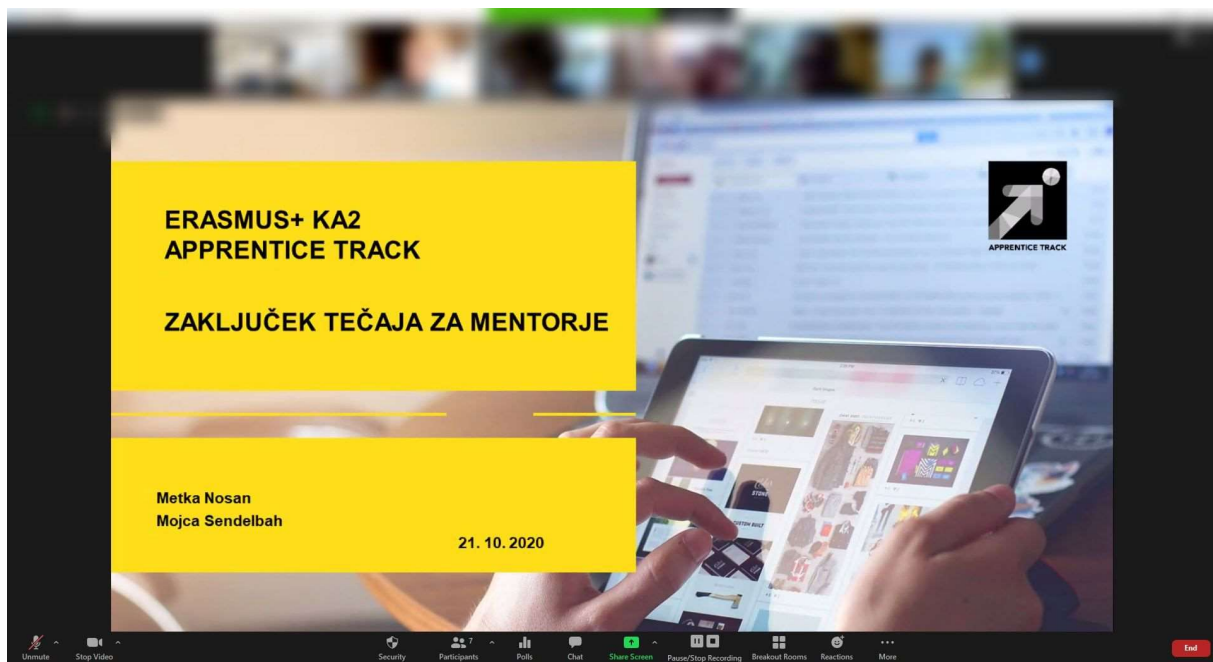 ERASMUS+ KA2
APPRENTICE TRACK
ZAKLJUČEK TEČAJA ZA MENTORJE
APPRENTICE TRACK
Metka Nosan
Mojca Sendelbah
21. 10. 2020
Unmute
Stop Video
Security
Participants
7
Polls
Chat
Share Screen
Pause/Stop Recording
Breakout Rooms
Reactions
More
End